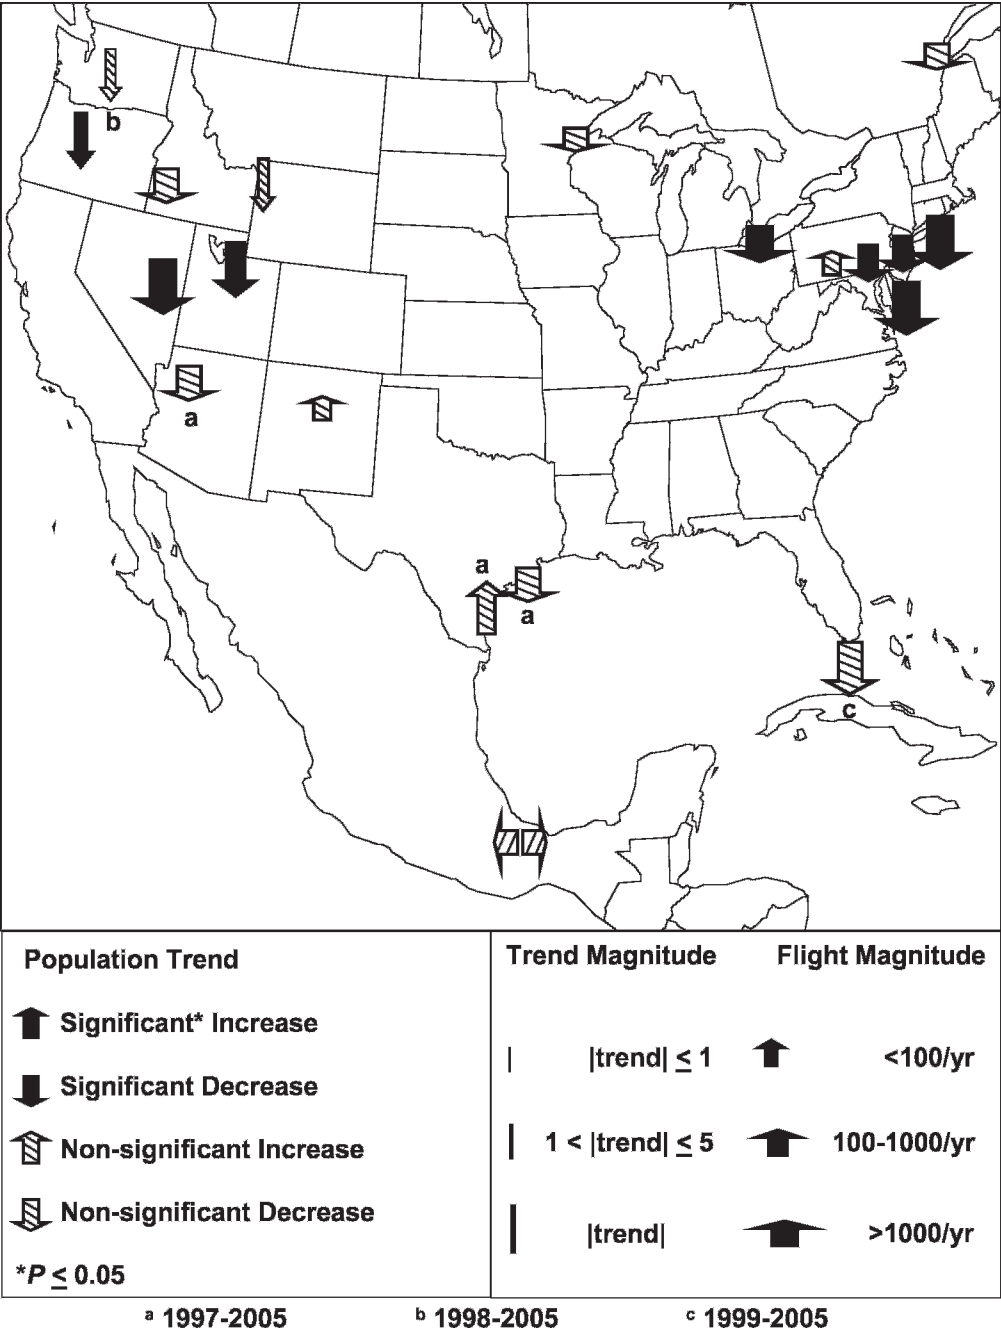 b
a
a
a
c
Population Trend
Significant* Increase
Significant Decrease
Non-significant Increase
Non-significant Decrease
*P ≤ 0.05
Trend Magnitude Flight Magnitude
|trend| ≤ 1 <100/yr
1 < |trend| ≤ 5 100-1000/yr
|trend| >1000/yr
a 1997-2005 b 1998-2005 c 1999-2005